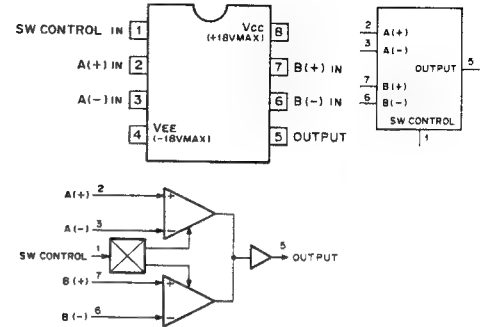 SW CONTROL IN 1
A(+) IN 2
A(-) IN 3
4 VEE
(-18VMAX)
VCC 8
(+18VMAX)
7 B(+) IN
6 B(-) IN
5 OUTPUT
2 A(+)
3 A(-)
OUTPUT 5
7 B(+)
6 B(-)
SW CONTROL
1
A(+) 2 +
A(-) 3 -
SW CONTROL 1
B(+) 7 +
B(-) 6 -
5 OUTPUT